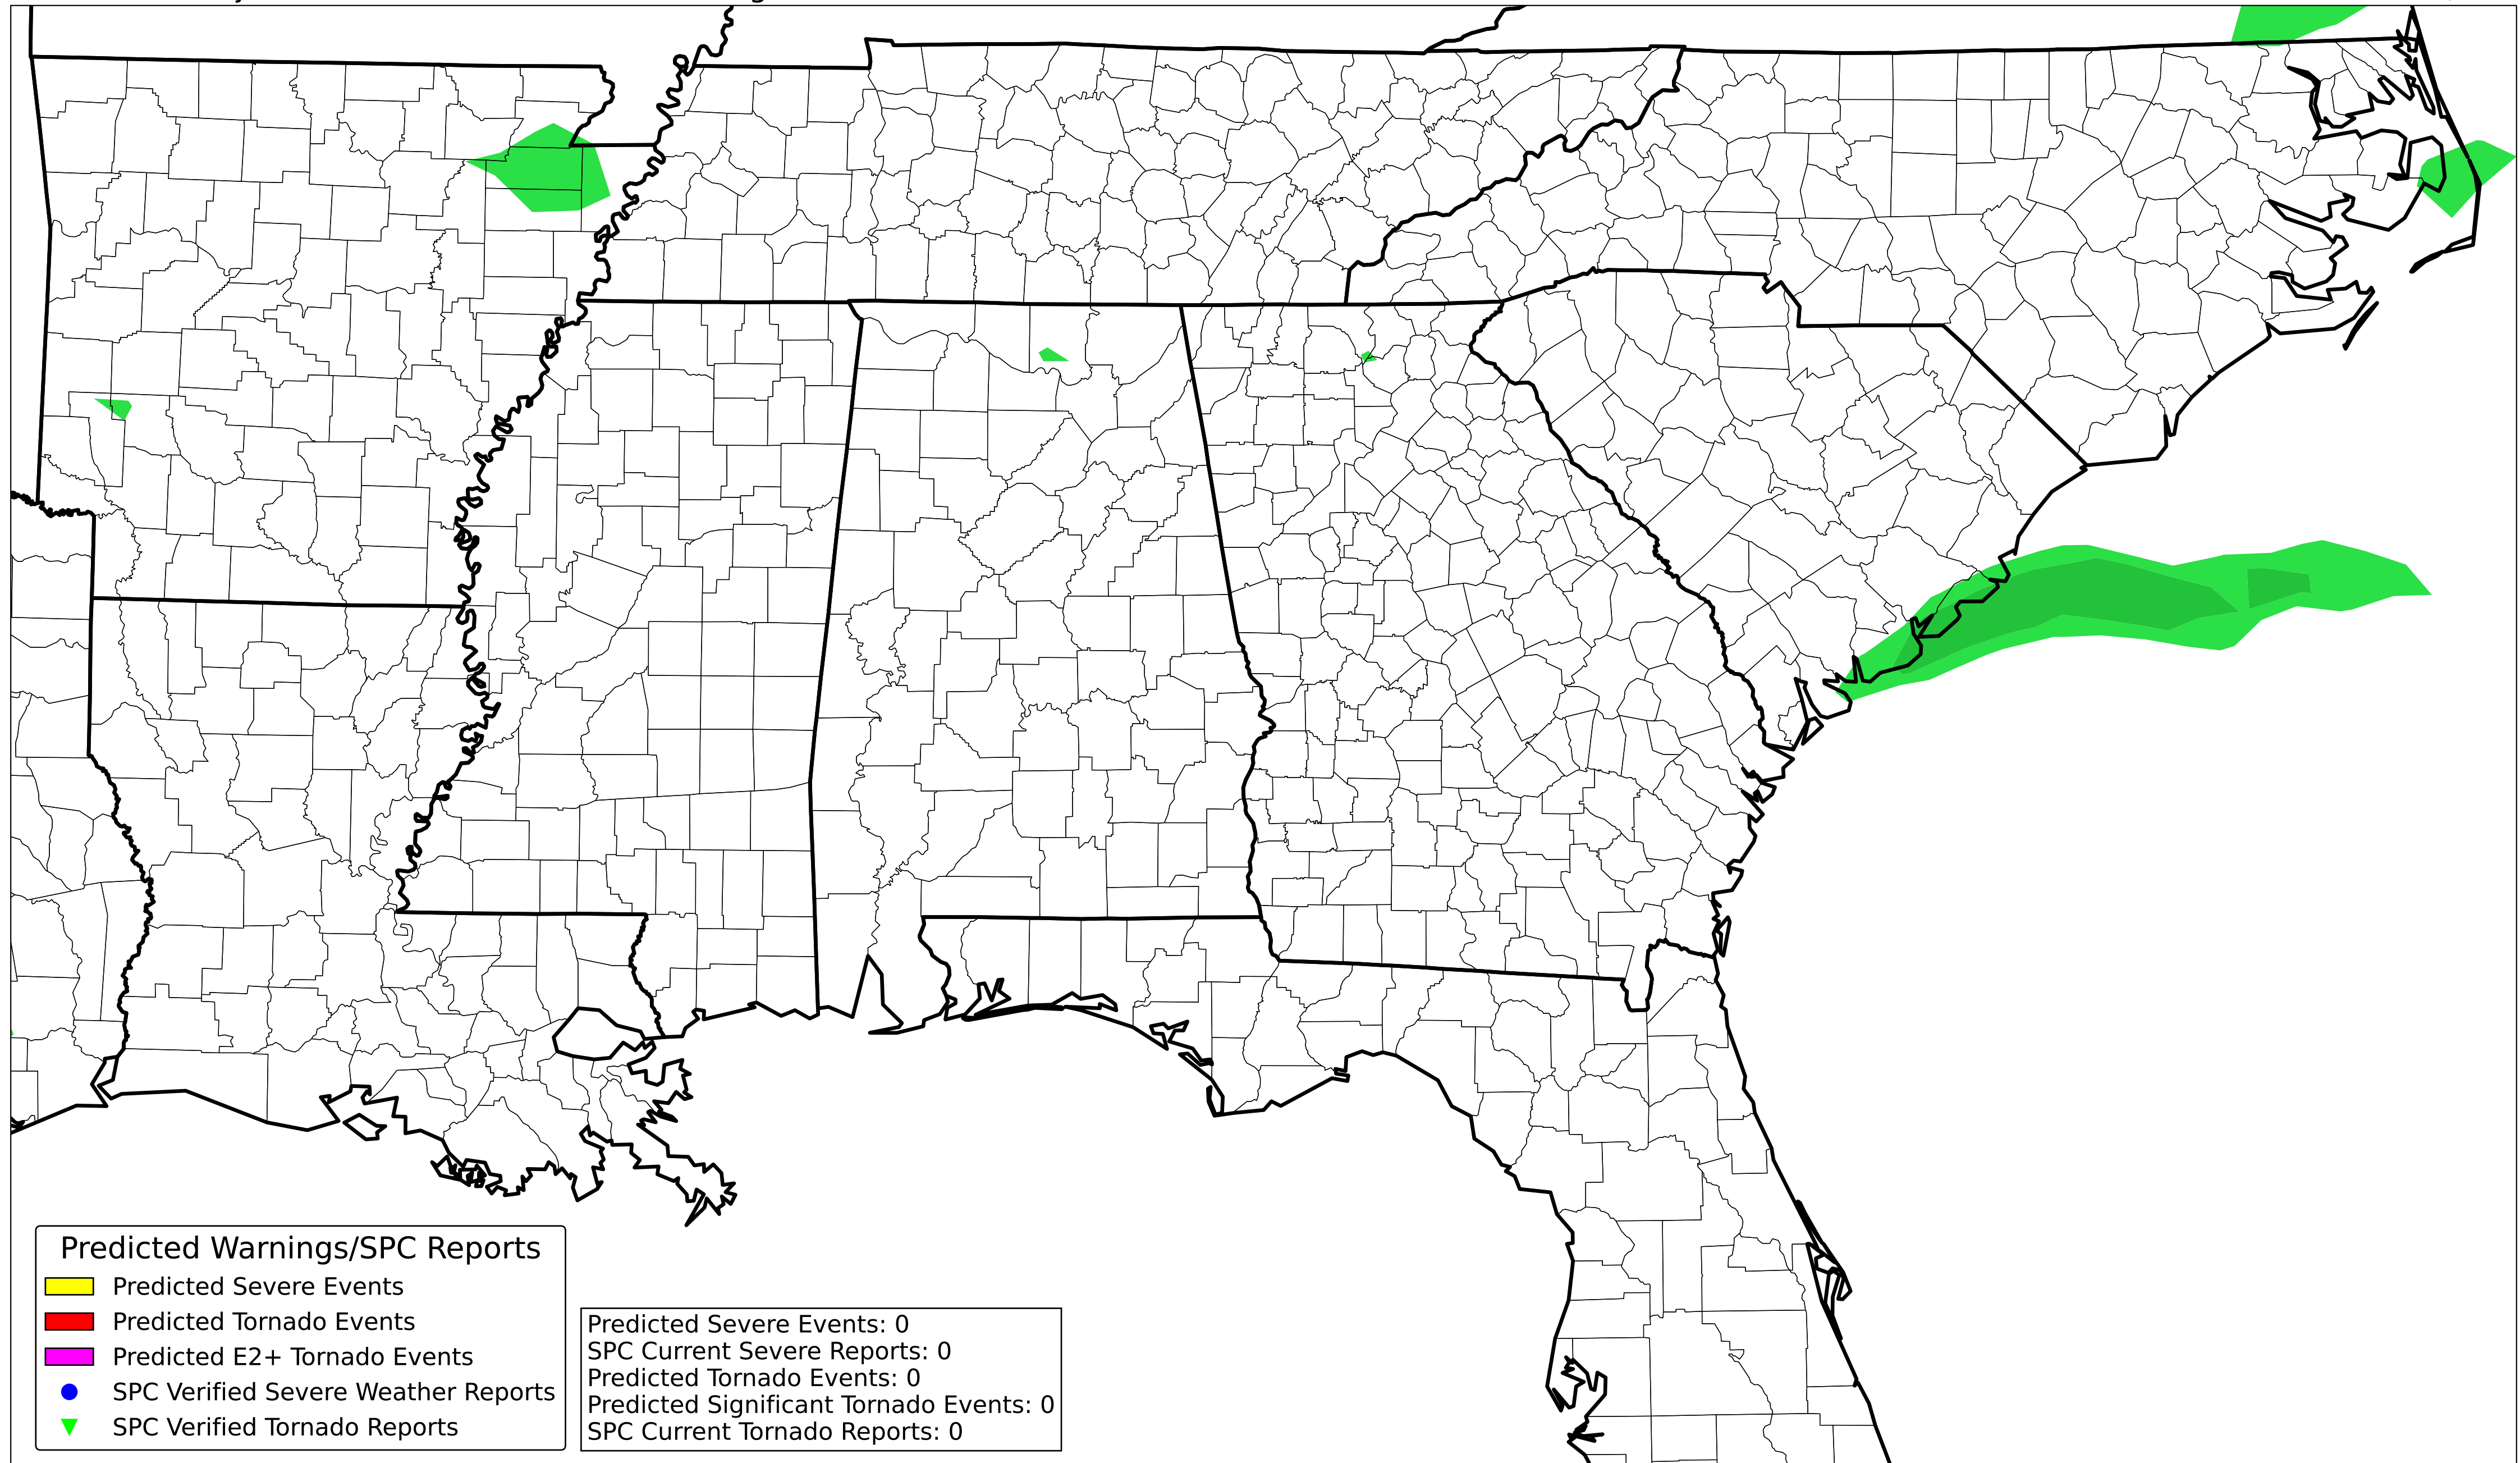 Predicted Warnings/SPC Reports
Predicted Severe Events
Predicted Tornado Events
Predicted E2+ Tornado Events
SPC Verified Severe Weather Reports
SPC Verified Tornado Reports
Predicted Severe Events: 0
SPC Current Severe Reports: 0
Predicted Tornado Events: 0
Predicted Significant Tornado Events: 0
SPC Current Tornado Reports: 0